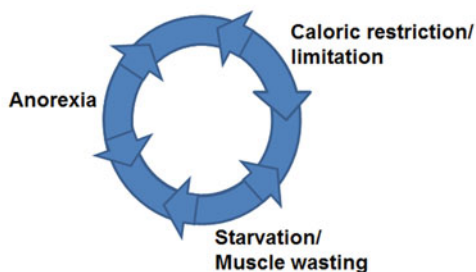 Caloric restriction/
limitation
Anorexia
Starvation/
Muscle wasting